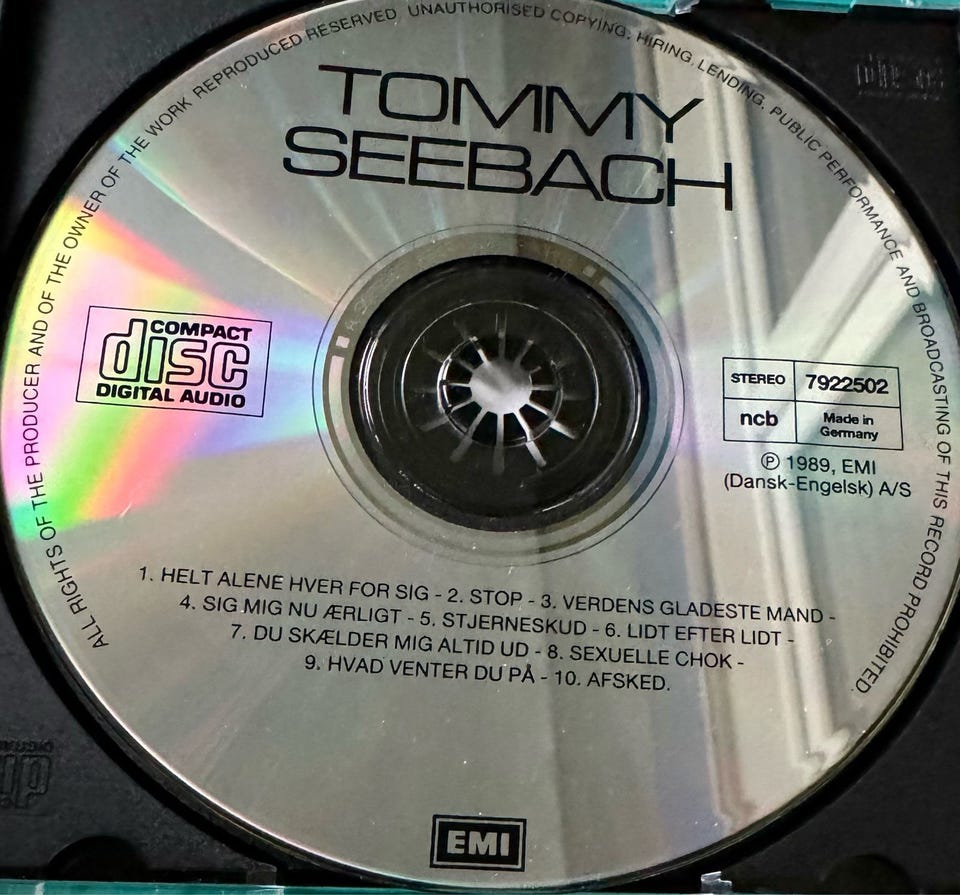 ALL RIGHTS OF THE PRODUCER AND OF THE OWNER OF THE WORK REPRODUCED RESERVED UNAUTHORISED COPYING, HIRING, LENDING, PUBLIC PERFORMANCE AND BROADCASTING OF THIS RECORD PROHIBITED.
TOMMY
SEEBACH
COMPACT
disc
DIGITAL AUDIO
STEREO 7922502
ncb Made in
Germany
℗ 1989, EMI
(Dansk-Engelsk) A/S
1. HELT ALENE HVER FOR SIG - 2. STOP - 3. VERDENS GLADESTE MAND -
4. SIG MIG NU ÆRLIGT - 5. STJERNESKUD - 6. LIDT EFTER LIDT -
7. DU SKÆLDER MIG ALTID UD - 8. SEXUELLE CHOK -
9. HVAD VENTER DU PÅ - 10. AFSKED.
EMI